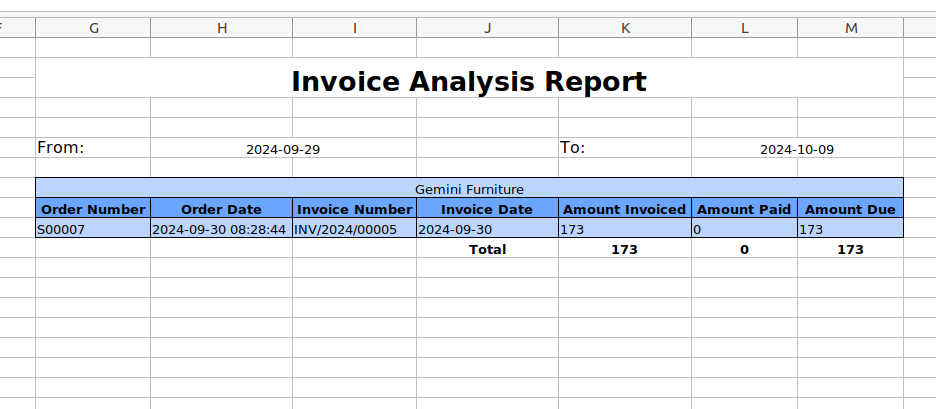 G H I J K L M
Invoice Analysis Report
From: 2024-09-29 To: 2024-10-09
Gemini Furniture
Order Number Order Date Invoice Number Invoice Date Amount Invoiced Amount Paid Amount Due
S00007 2024-09-30 08:28:44 INV/2024/00005 2024-09-30 173 0 173
Total 173 0 173